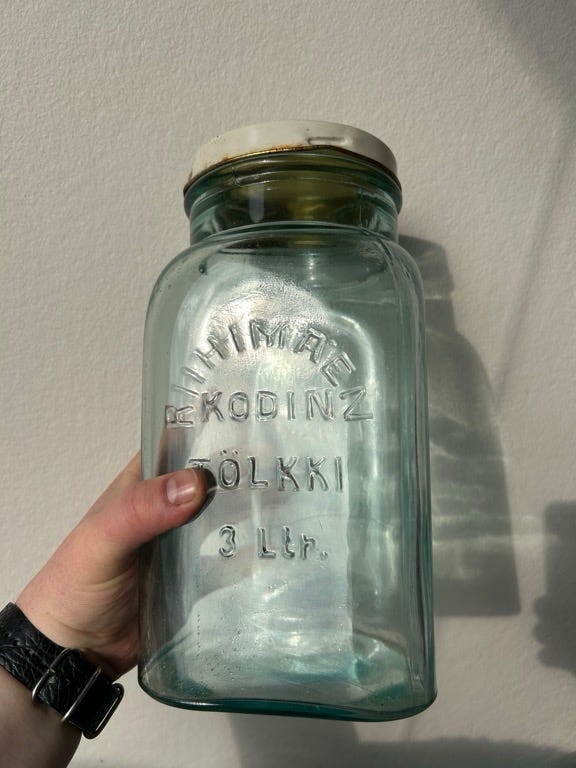 RIIHIMÄEN
KODIN
TÖLKKI
3 Ltr.